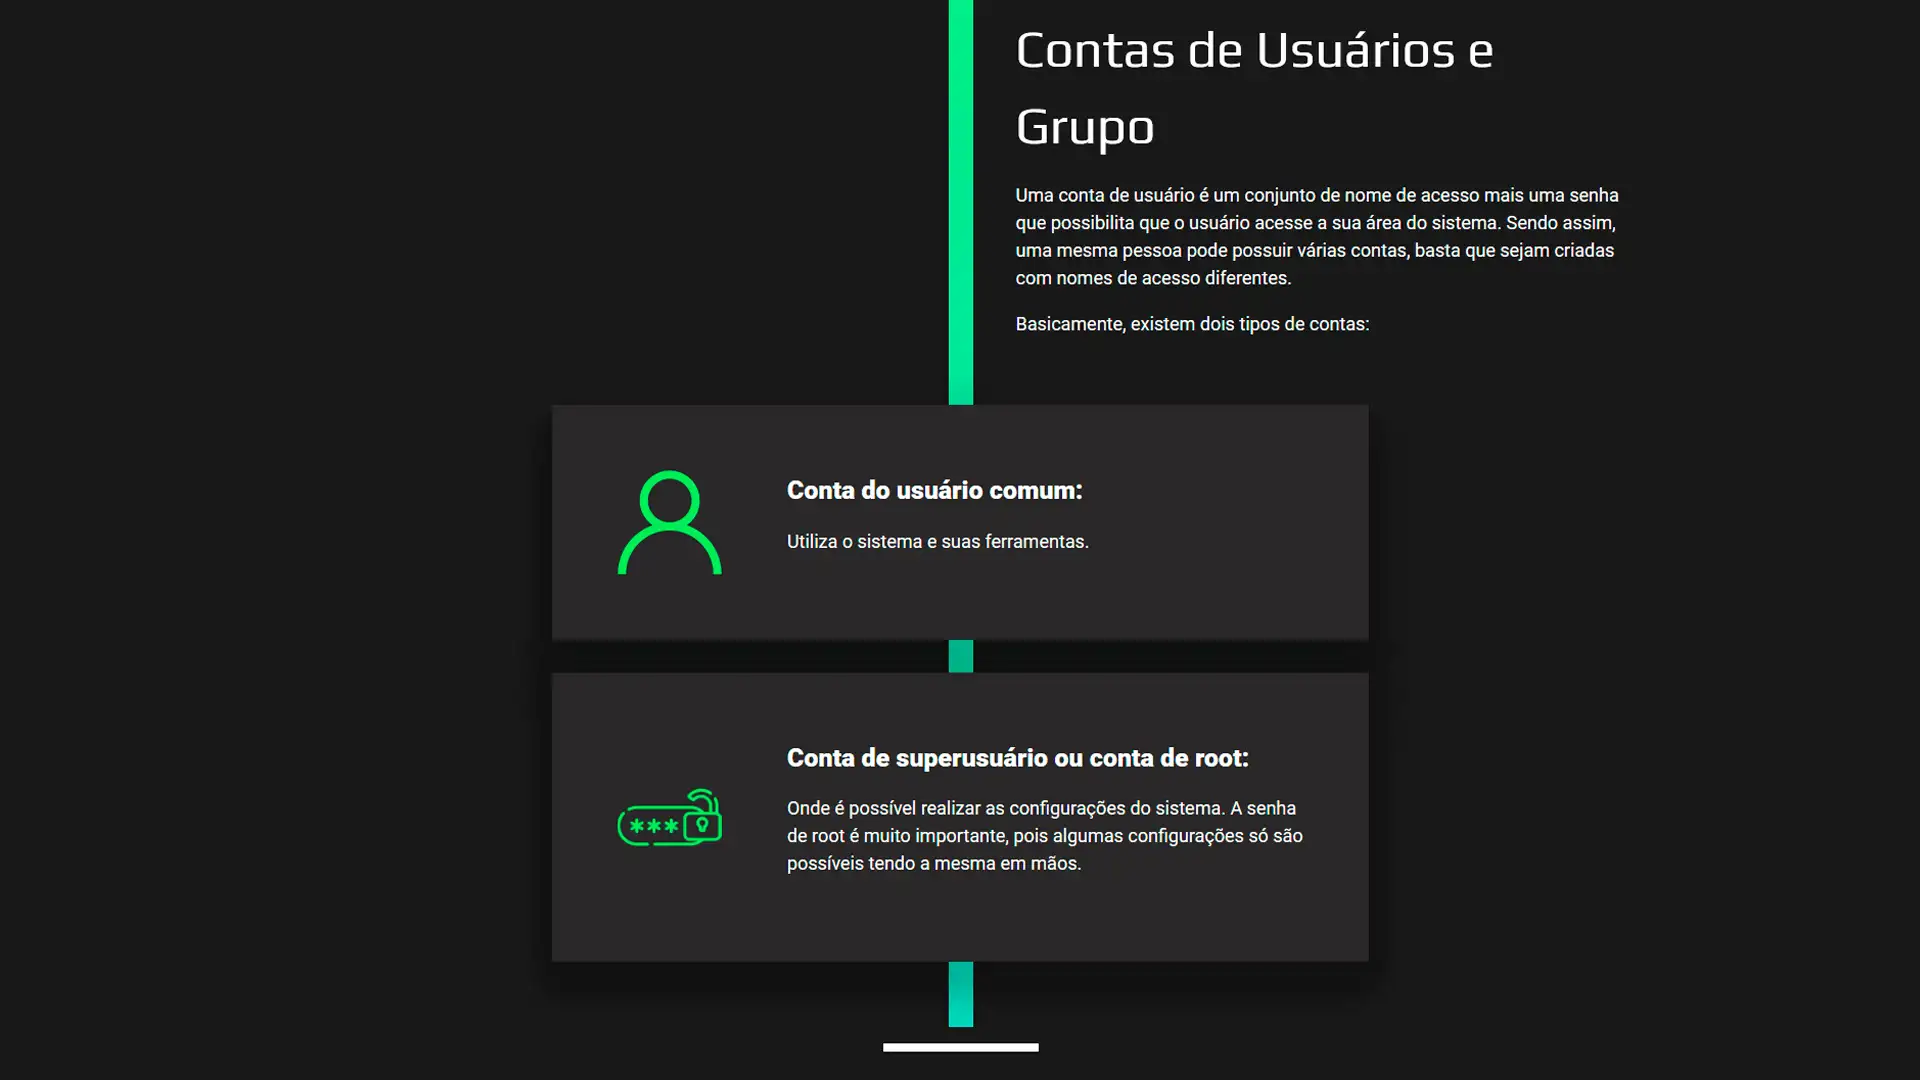 Contas de Usuários e
Grupo
Uma conta de usuário é um conjunto de nome de acesso mais uma senha
que possibilita que o usuário acesse a sua área do sistema. Sendo assim,
uma mesma pessoa pode possuir várias contas, basta que sejam criadas
com nomes de acesso diferentes.
Basicamente, existem dois tipos de contas:
Conta do usuário comum:
Utiliza o sistema e suas ferramentas.
Conta de superusuário ou conta de root:
Onde é possível realizar as configurações do sistema. A senha
de root é muito importante, pois algumas configurações só são
possíveis tendo a mesma em mãos.